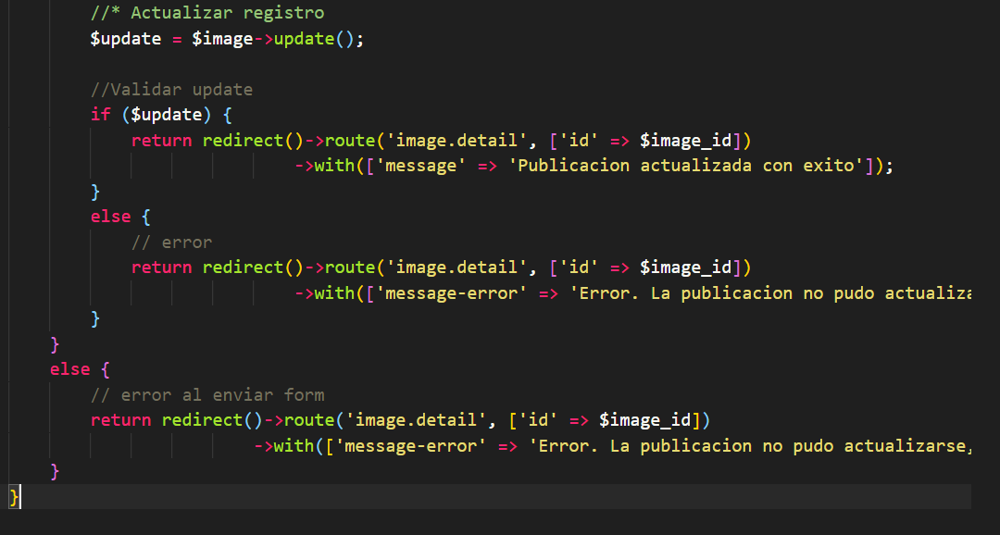 //* Actualizar registro
$update = $image->update();
//Validar update
if ($update) {
return redirect()->route('image.detail', ['id' => $image_id])
->with(['message' => 'Publicacion actualizada con exito']);
}
else {
// error
return redirect()->route('image.detail', ['id' => $image_id])
->with(['message-error' => 'Error. La publicacion no pudo actualiza
}
}
else {
// error al enviar form
return redirect()->route('image.detail', ['id' => $image_id])
->with(['message-error' => 'Error. La publicacion no pudo actualizarse,
}
}